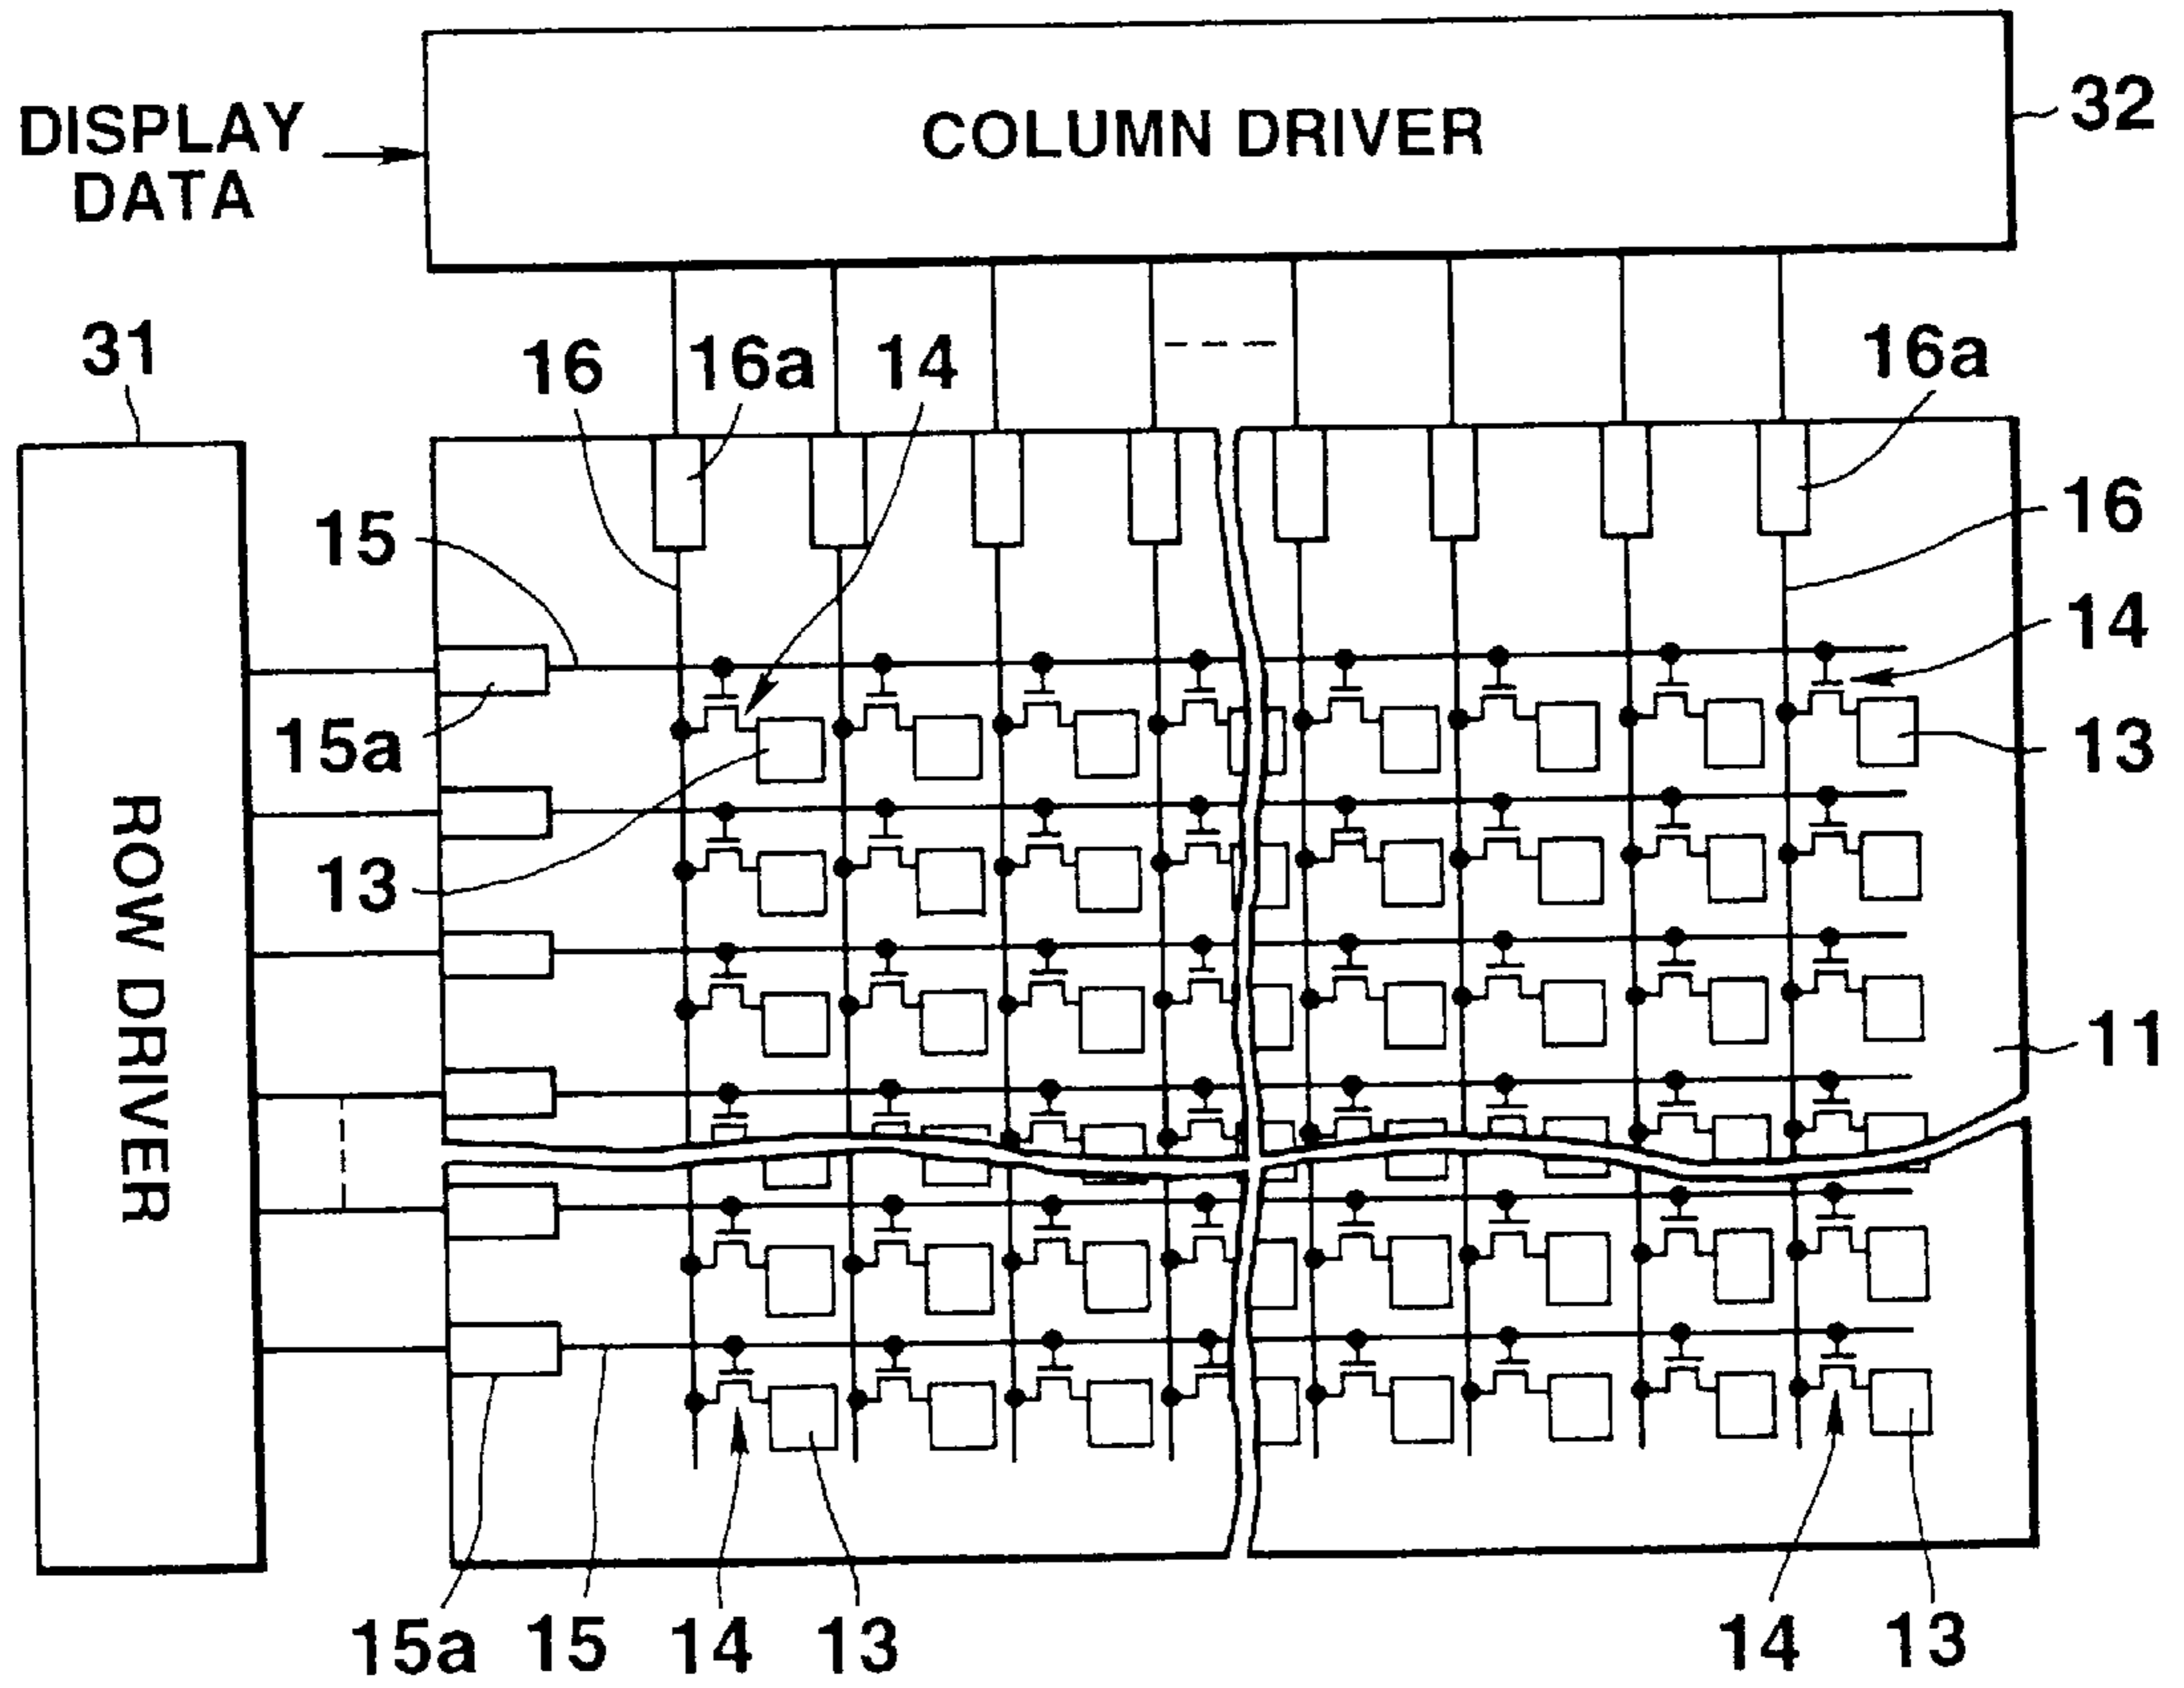 DISPLAY
DATA
COLUMN DRIVER
32
31
16
16a
14
16a
15
16
14
15a
13
13
11
ROW DRIVER
15a
15
14
13
14
13